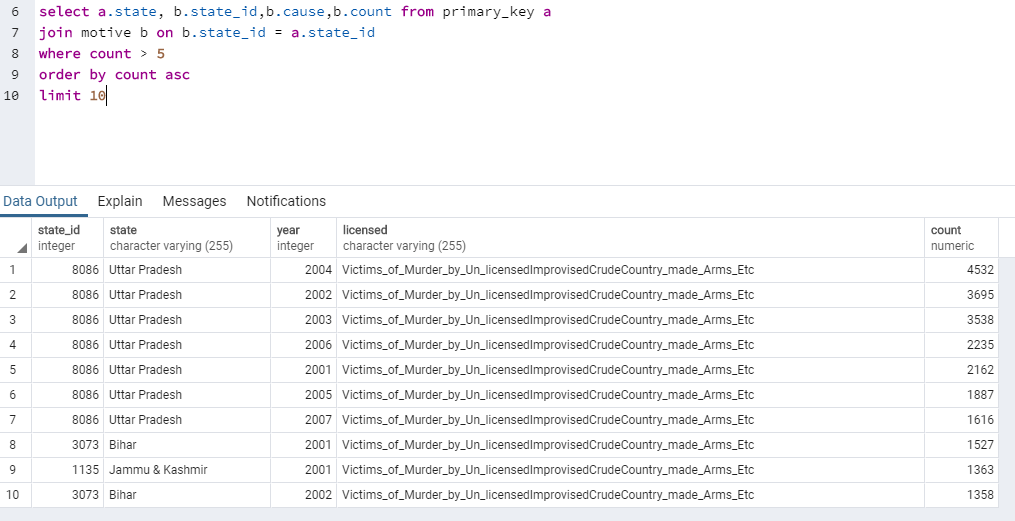 6 select a.state, b.state_id,b.cause,b.count from primary_key a
7 join motive b on b.state_id = a.state_id
8 where count > 5
9 order by count asc
10 limit 10
Data Output Explain Messages Notifications
state_id state year licensed count
integer character varying (255) integer character varying (255) numeric
1 8086 Uttar Pradesh 2004 Victims_of_Murder_by_Un_licensedImprovisedCrudeCountry_made_Arms_Etc 4532
2 8086 Uttar Pradesh 2002 Victims_of_Murder_by_Un_licensedImprovisedCrudeCountry_made_Arms_Etc 3695
3 8086 Uttar Pradesh 2003 Victims_of_Murder_by_Un_licensedImprovisedCrudeCountry_made_Arms_Etc 3538
4 8086 Uttar Pradesh 2006 Victims_of_Murder_by_Un_licensedImprovisedCrudeCountry_made_Arms_Etc 2235
5 8086 Uttar Pradesh 2001 Victims_of_Murder_by_Un_licensedImprovisedCrudeCountry_made_Arms_Etc 2162
6 8086 Uttar Pradesh 2005 Victims_of_Murder_by_Un_licensedImprovisedCrudeCountry_made_Arms_Etc 1887
7 8086 Uttar Pradesh 2007 Victims_of_Murder_by_Un_licensedImprovisedCrudeCountry_made_Arms_Etc 1616
8 3073 Bihar 2001 Victims_of_Murder_by_Un_licensedImprovisedCrudeCountry_made_Arms_Etc 1527
9 1135 Jammu & Kashmir 2001 Victims_of_Murder_by_Un_licensedImprovisedCrudeCountry_made_Arms_Etc 1363
10 3073 Bihar 2002 Victims_of_Murder_by_Un_licensedImprovisedCrudeCountry_made_Arms_Etc 1358